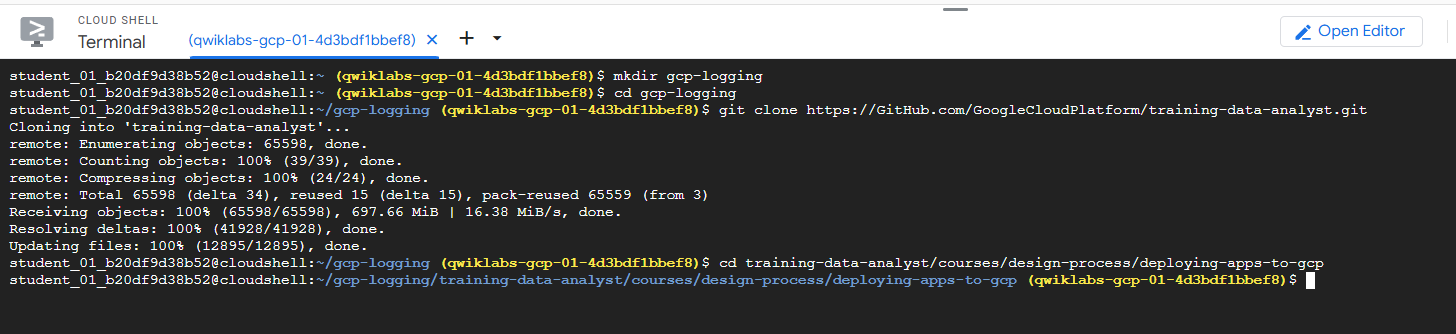 CLOUD SHELL
Terminal
(qwiklabs-gcp-01-4d3bdf1bbef8)
Open Editor
student_01_b20df9d38b52@cloudshell:~ (qwiklabs-gcp-01-4d3bdf1bbef8)$ mkdir gcp-logging
student_01_b20df9d38b52@cloudshell:~ (qwiklabs-gcp-01-4d3bdf1bbef8)$ cd gcp-logging
student_01_b20df9d38b52@cloudshell:~/gcp-logging (qwiklabs-gcp-01-4d3bdf1bbef8)$ git clone https://GitHub.com/GoogleCloudPlatform/training-data-analyst.git
Cloning into 'training-data-analyst'...
remote: Enumerating objects: 65598, done.
remote: Counting objects: 100% (39/39), done.
remote: Compressing objects: 100% (24/24), done.
remote: Total 65598 (delta 34), reused 15 (delta 15), pack-reused 65559 (from 3)
Receiving objects: 100% (65598/65598), 697.66 MiB | 16.38 MiB/s, done.
Resolving deltas: 100% (41928/41928), done.
Updating files: 100% (12895/12895), done.
student_01_b20df9d38b52@cloudshell:~/gcp-logging (qwiklabs-gcp-01-4d3bdf1bbef8)$ cd training-data-analyst/courses/design-process/deploying-apps-to-gcp
student_01_b20df9d38b52@cloudshell:~/gcp-logging/training-data-analyst/courses/design-process/deploying-apps-to-gcp (qwiklabs-gcp-01-4d3bdf1bbef8)$